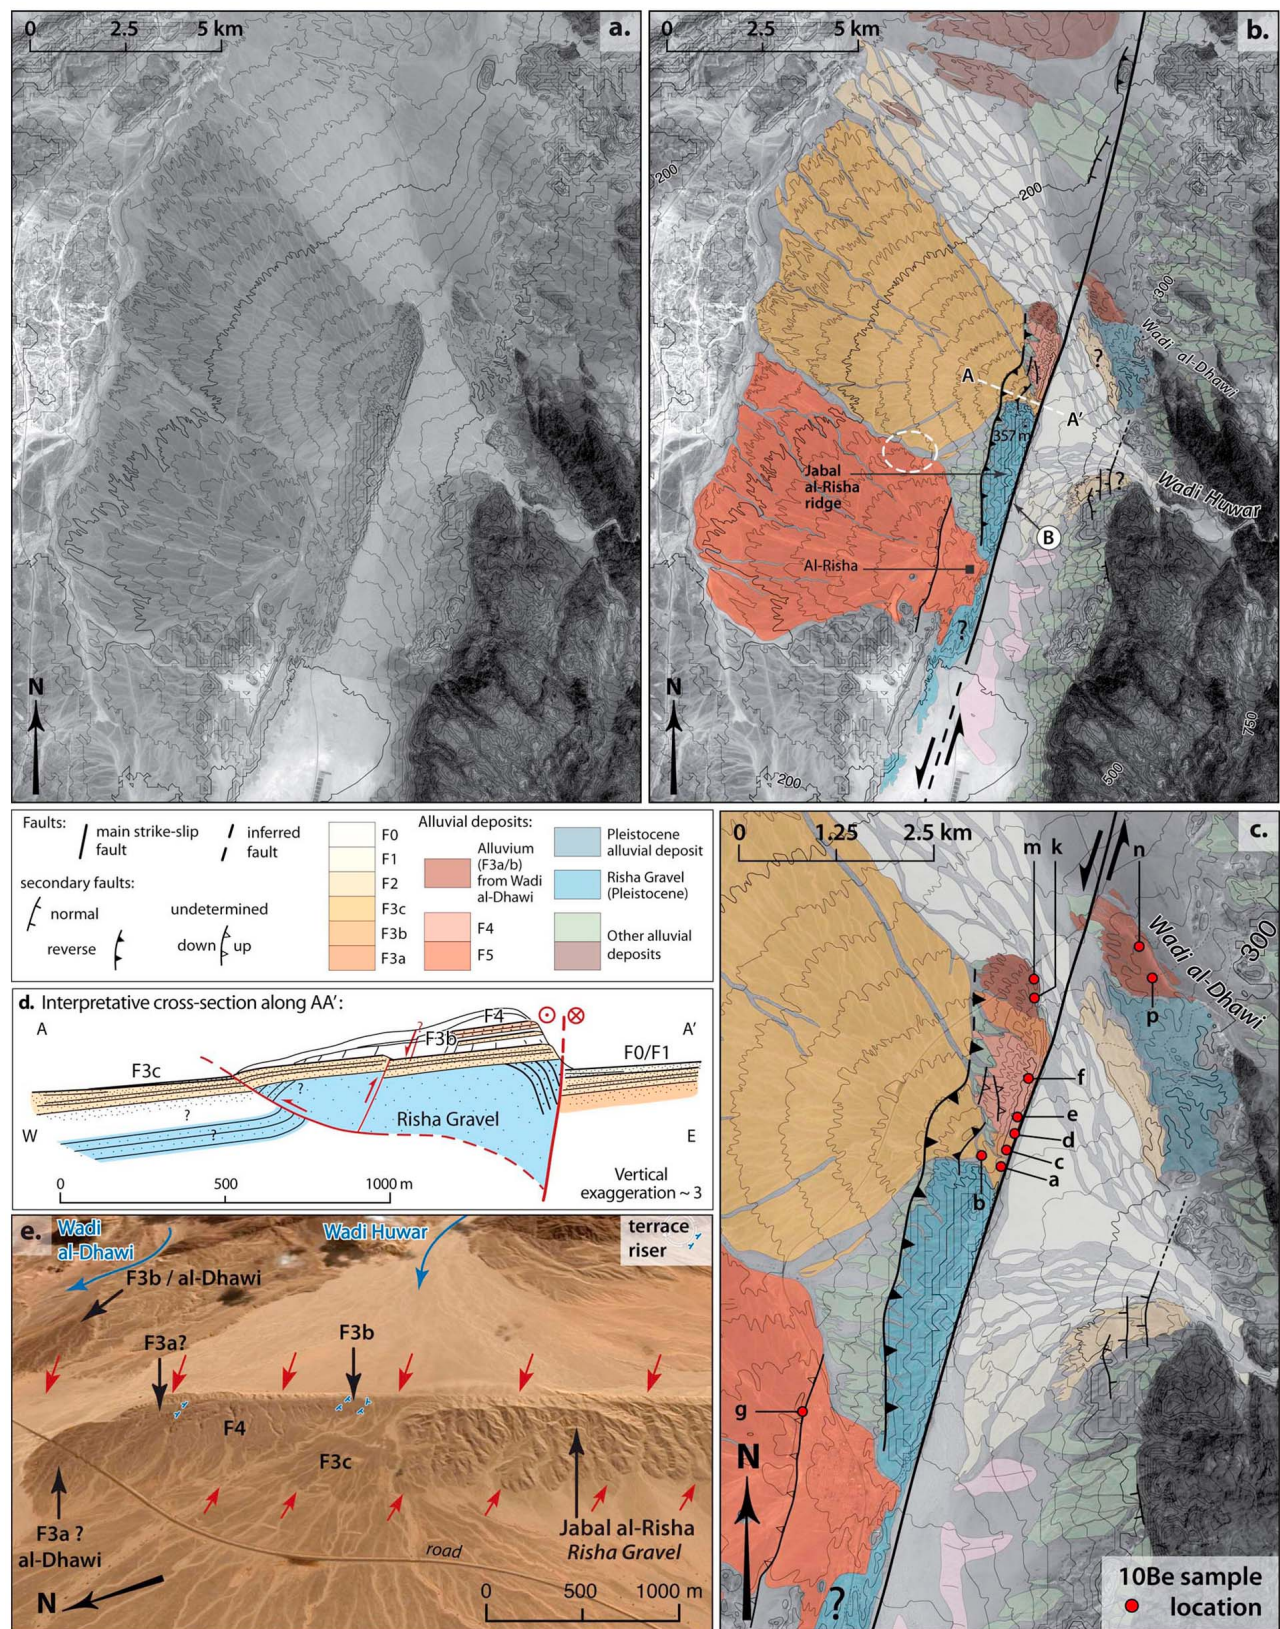 0 2.5 5 km
a.
N
0 2.5 5 km
b.
200
200
300
Wadi al-Dhawi
A
A'
?
357 m
Jabal
al-Risha
ridge
?
Wadi Huwar
B
Al-Risha
?
N
200
500
750
Faults:
main strike-slip
fault
inferred
fault
secondary faults:
normal
undetermined
reverse
down
up
F0
F1
F2
F3c
F3b
F3a
Alluvial deposits:
Alluvium
(F3a/b)
from Wadi
al-Dhawi
F4
F5
Pleistocene
alluvial deposit
Risha Gravel
(Pleistocene)
Other alluvial
deposits
0 1.25 2.5 km
c.
m
k
n
300
Wadi al-Dhawi
p
f
e
d
c
a
b
g
N
?
10Be sample
location
d. Interpretative cross-section along AA':
A
A'
F4
?
F3b
F0/F1
F3c
?
?
?
Risha Gravel
W
E
Vertical
exaggeration ~ 3
0 500 1000 m
e.
Wadi
al-Dhawi
Wadi Huwar
terrace
riser
F3b / al-Dhawi
F3a?
F3b
F4
F3c
F3a ?
al-Dhawi
Jabal al-Risha
Risha Gravel
road
N
0 500 1000 m